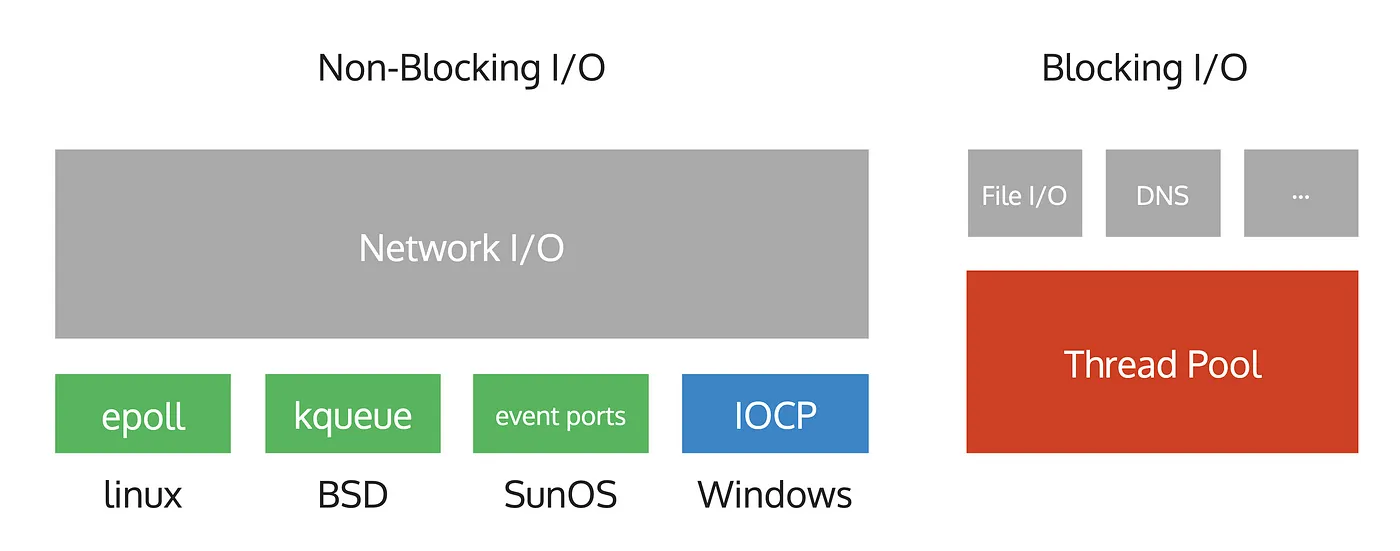 Non-Blocking I/O
Blocking I/O
Network I/O
File I/O
DNS
...
Thread Pool
epoll
kqueue
event ports
IOCP
linux
BSD
SunOS
Windows